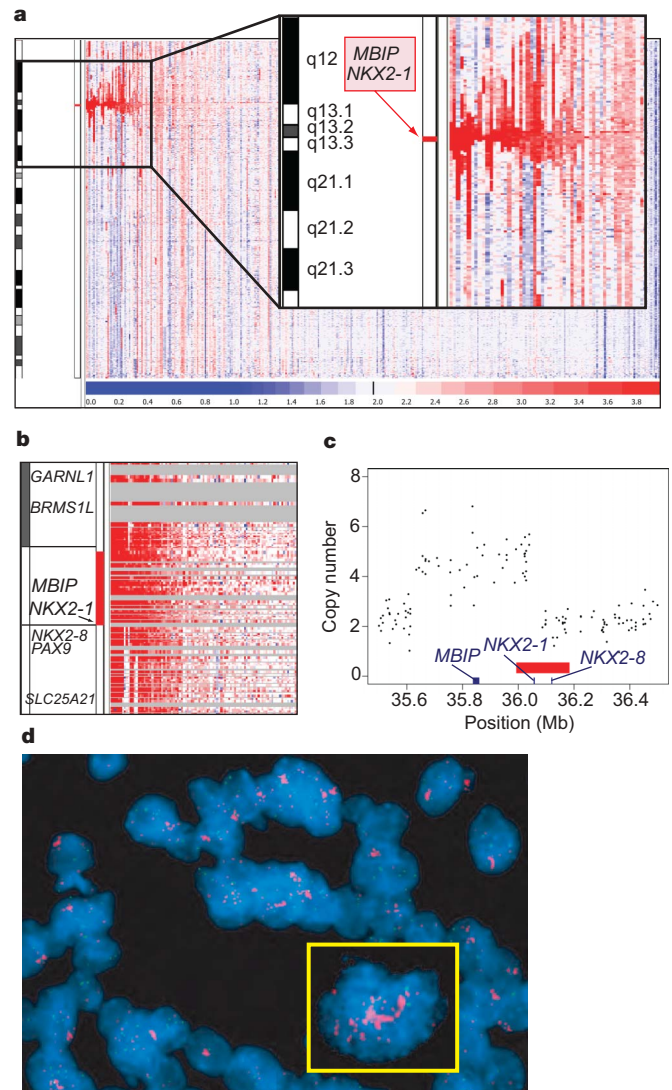 a
q12
q13.1
q13.2
q13.3
q21.1
q21.2
q21.3
MBIP
NKX2-1
0.0 0.2 0.4 0.6 0.8 1.0 1.2 1.4 1.6 1.8 2.0 2.2 2.4 2.6 2.8 3.0 3.2 3.4 3.6 3.8
b
GARNL1
BRMS1L
MBIP
NKX2-1
NKX2-8
PAX9
SLC25A21
c
Copy number
8
6
4
2
0
MBIP
NKX2-1
NKX2-8
35.6 35.8 36.0 36.2 36.4
Position (Mb)
d